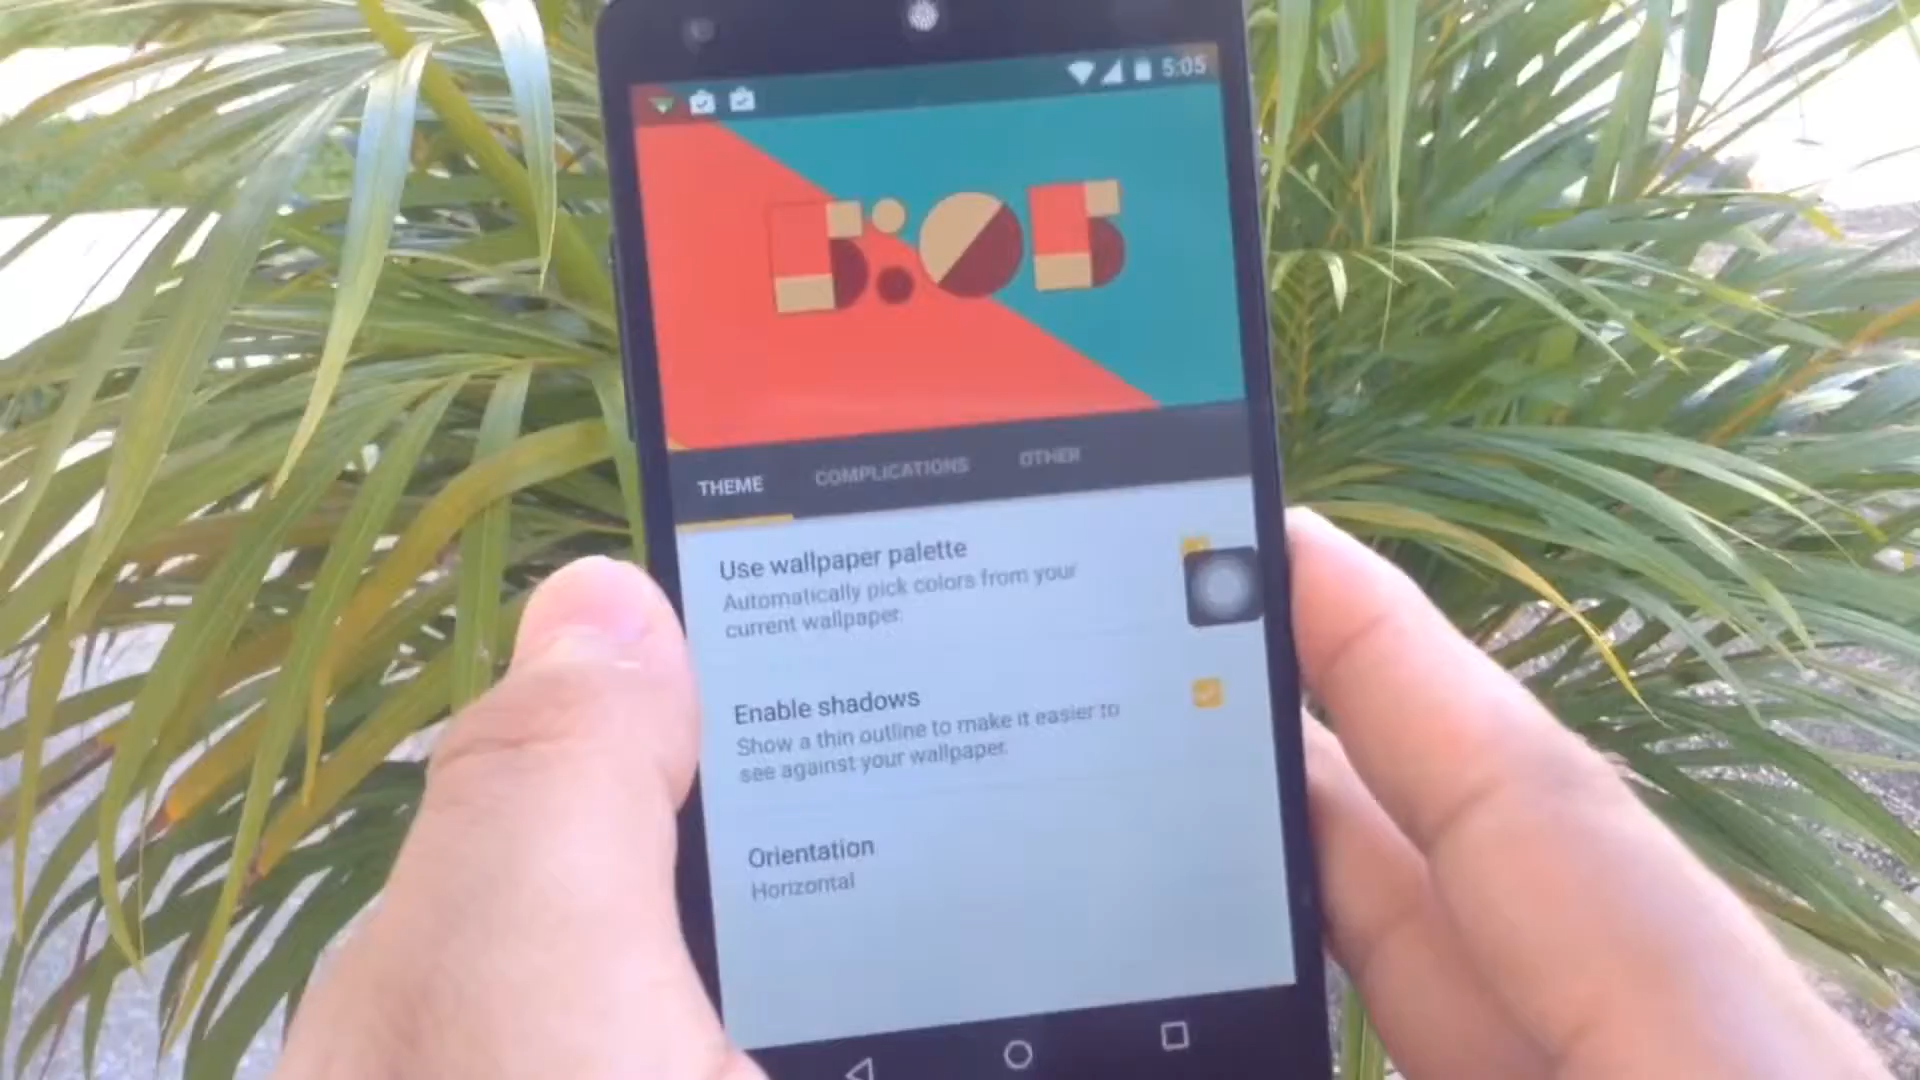 5:05
5:05
THEME COMPLICATIONS OTHER
Use wallpaper palette
Automatically pick colors from your
current wallpaper.
Enable shadows
Show a thin outline to make it easier to
see against your wallpaper.
Orientation
Horizontal